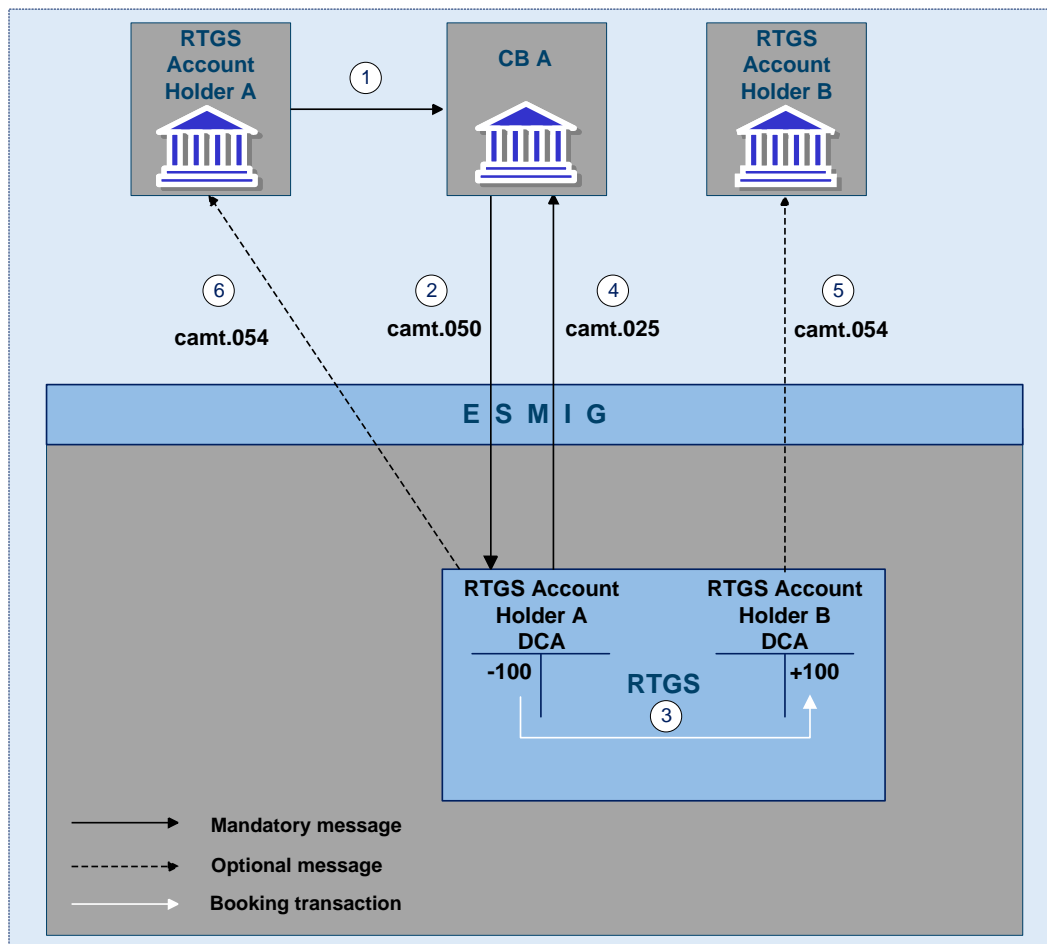 RTGS
Account
Holder A
1
CB A
RTGS
Account
Holder B
6
camt.054
2
camt.050
4
camt.025
5
camt.054
E S M I G
RTGS Account
Holder A
DCA
-100
RTGS Account
Holder B
DCA
+100
RTGS
3
Mandatory message
Optional message
Booking transaction